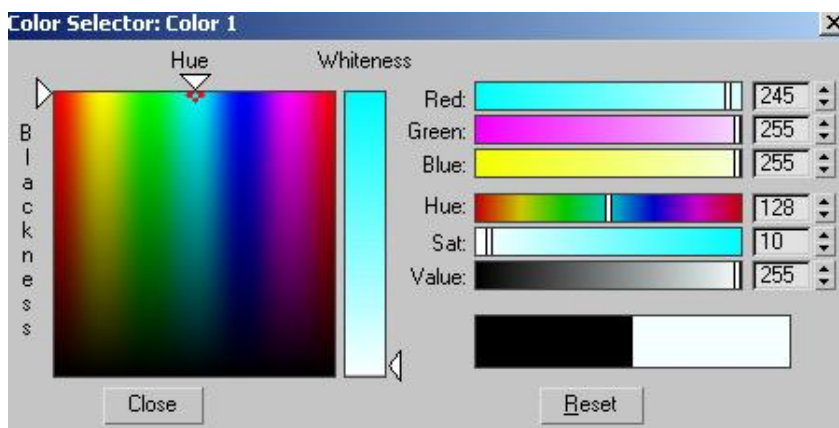 Color Selector: Color 1
Hue
Whiteness
Blackness
Red: 245
Green: 255
Blue: 255
Hue: 128
Sat: 10
Value: 255
Close
Reset